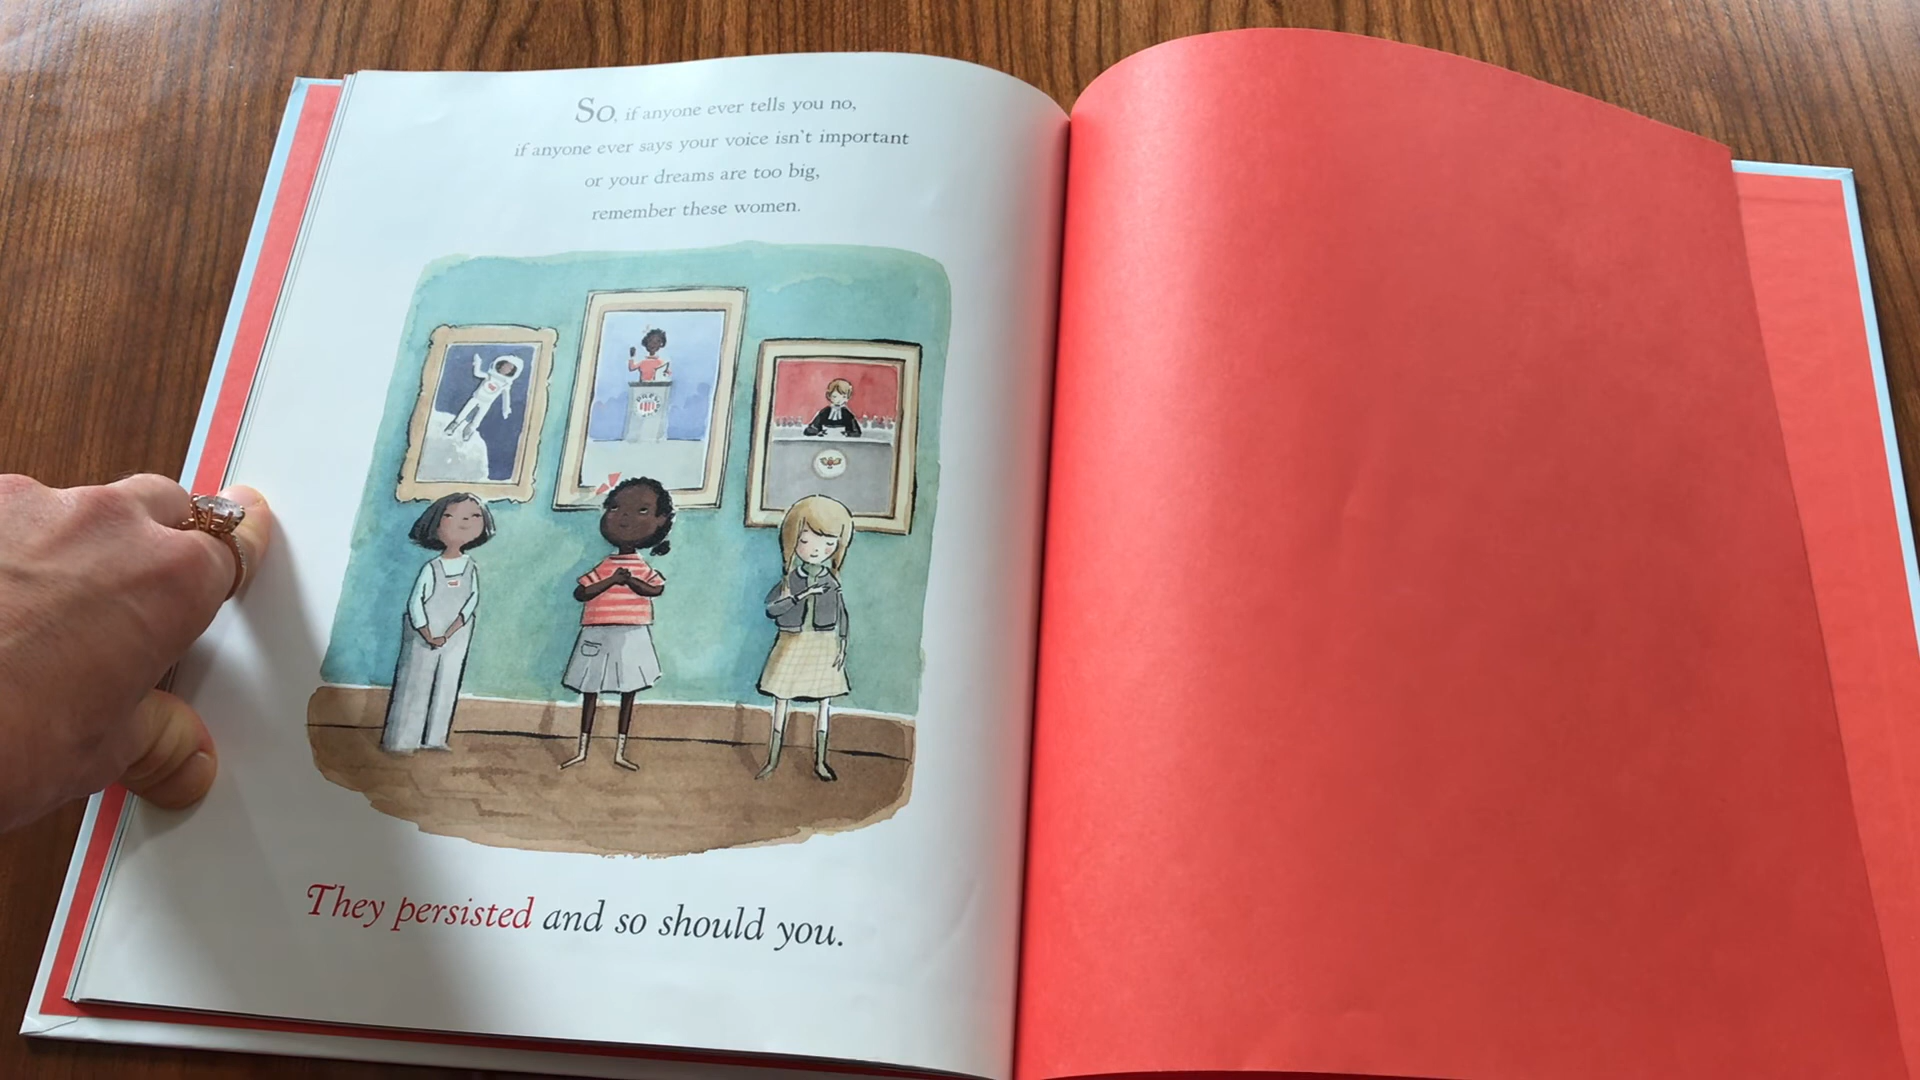 So, if anyone ever tells you no,
if anyone ever says your voice isn't important
or your dreams are too big,
remember these women.
They persisted and so should you.